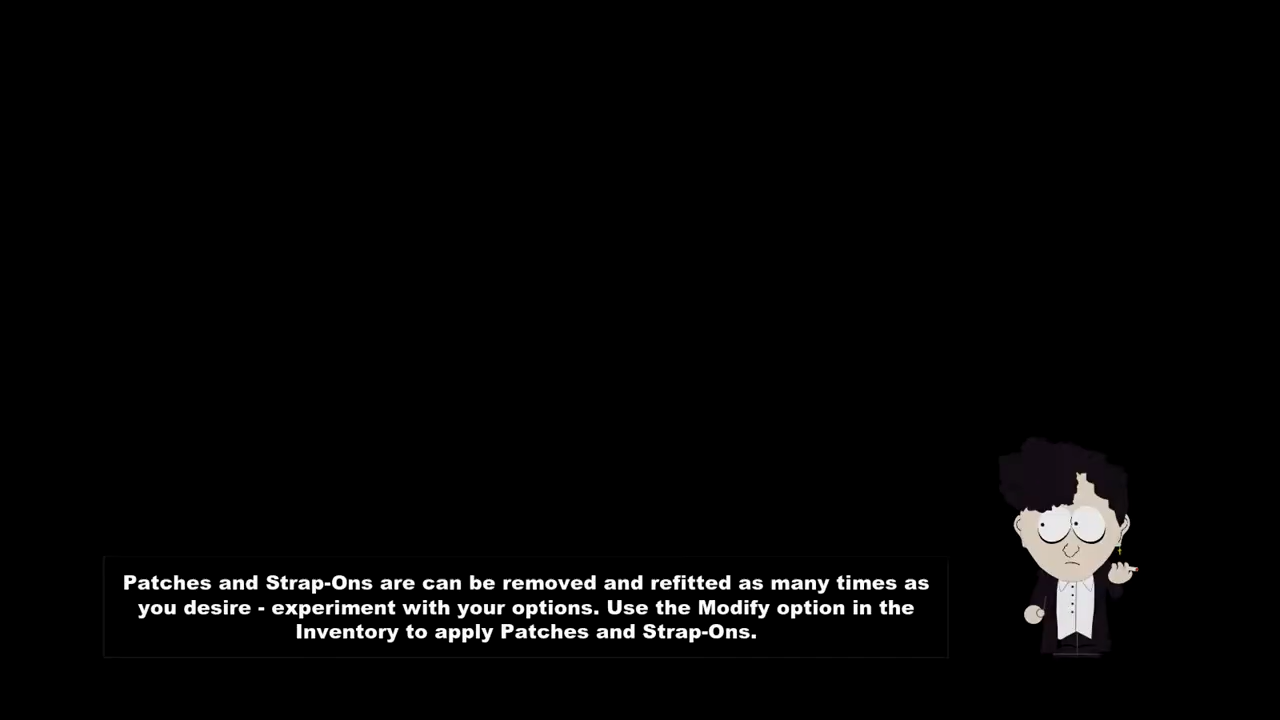 Patches and Strap-Ons are can be removed and refitted as many times as
you desire - experiment with your options. Use the Modify option in the
Inventory to apply Patches and Strap-Ons.